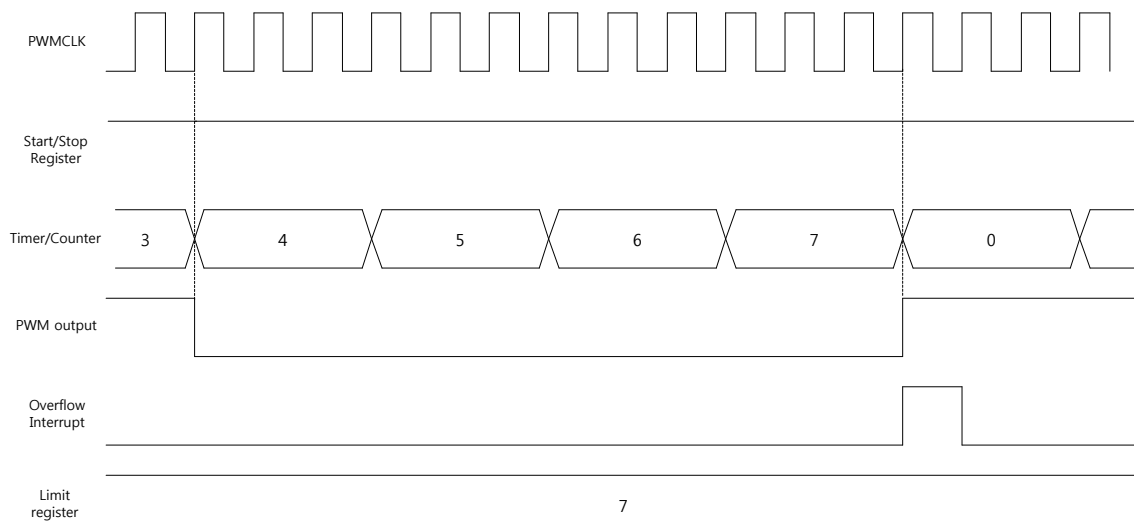 PWMCLK
Start/Stop
Register
Timer/Counter
3
4
5
6
7
0
PWM output
Overflow
Interrupt
Limit
register
7